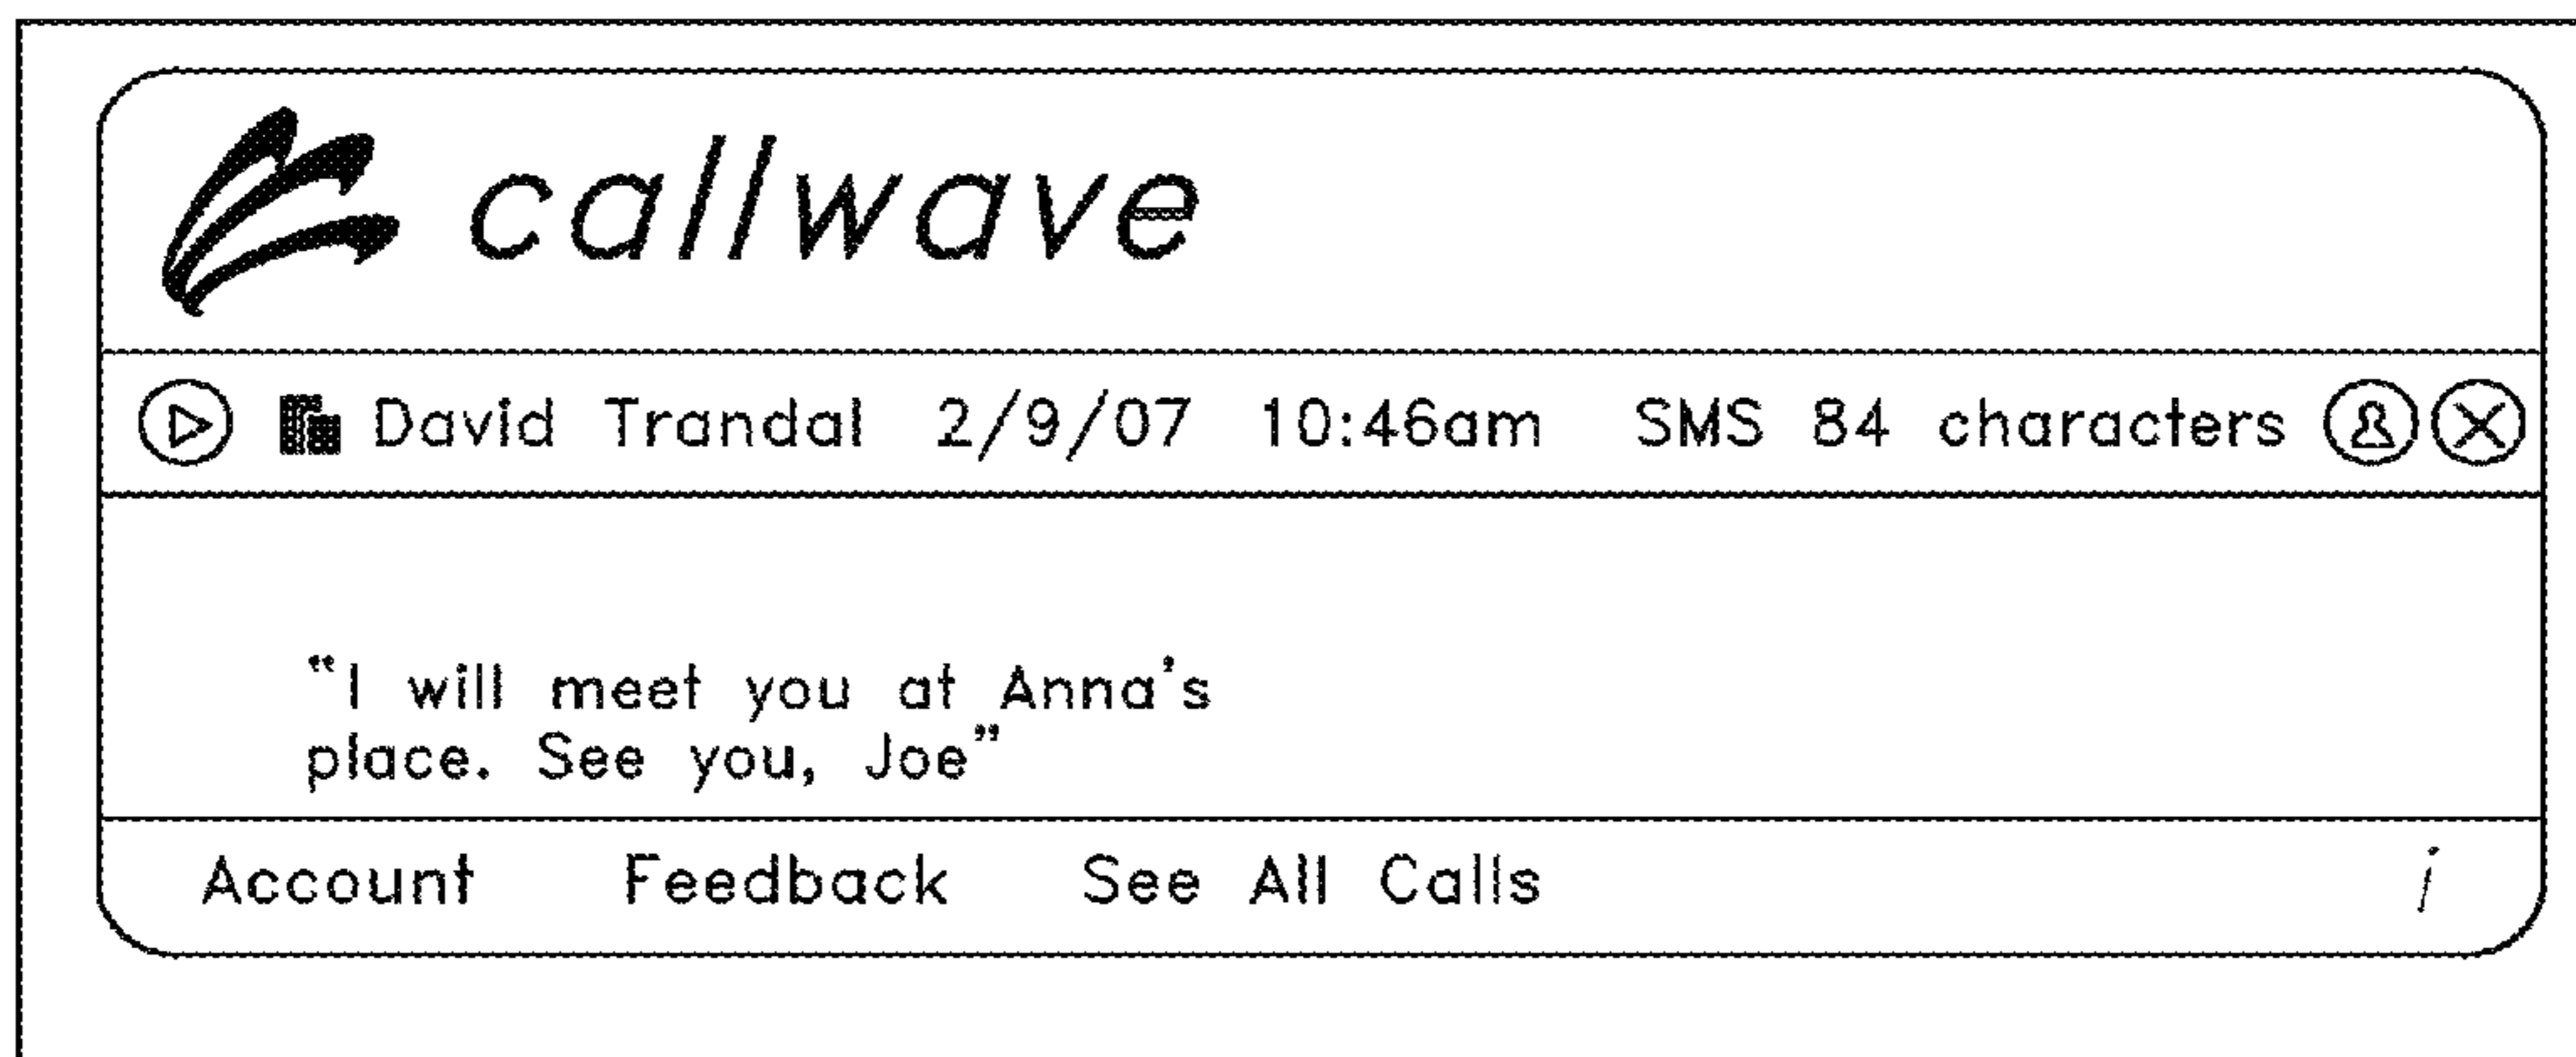 callwave
David Trandal 2/9/07 10:46am SMS 84 characters
“I will meet you at Anna's
place. See you, Joe”
Account Feedback See All Calls i